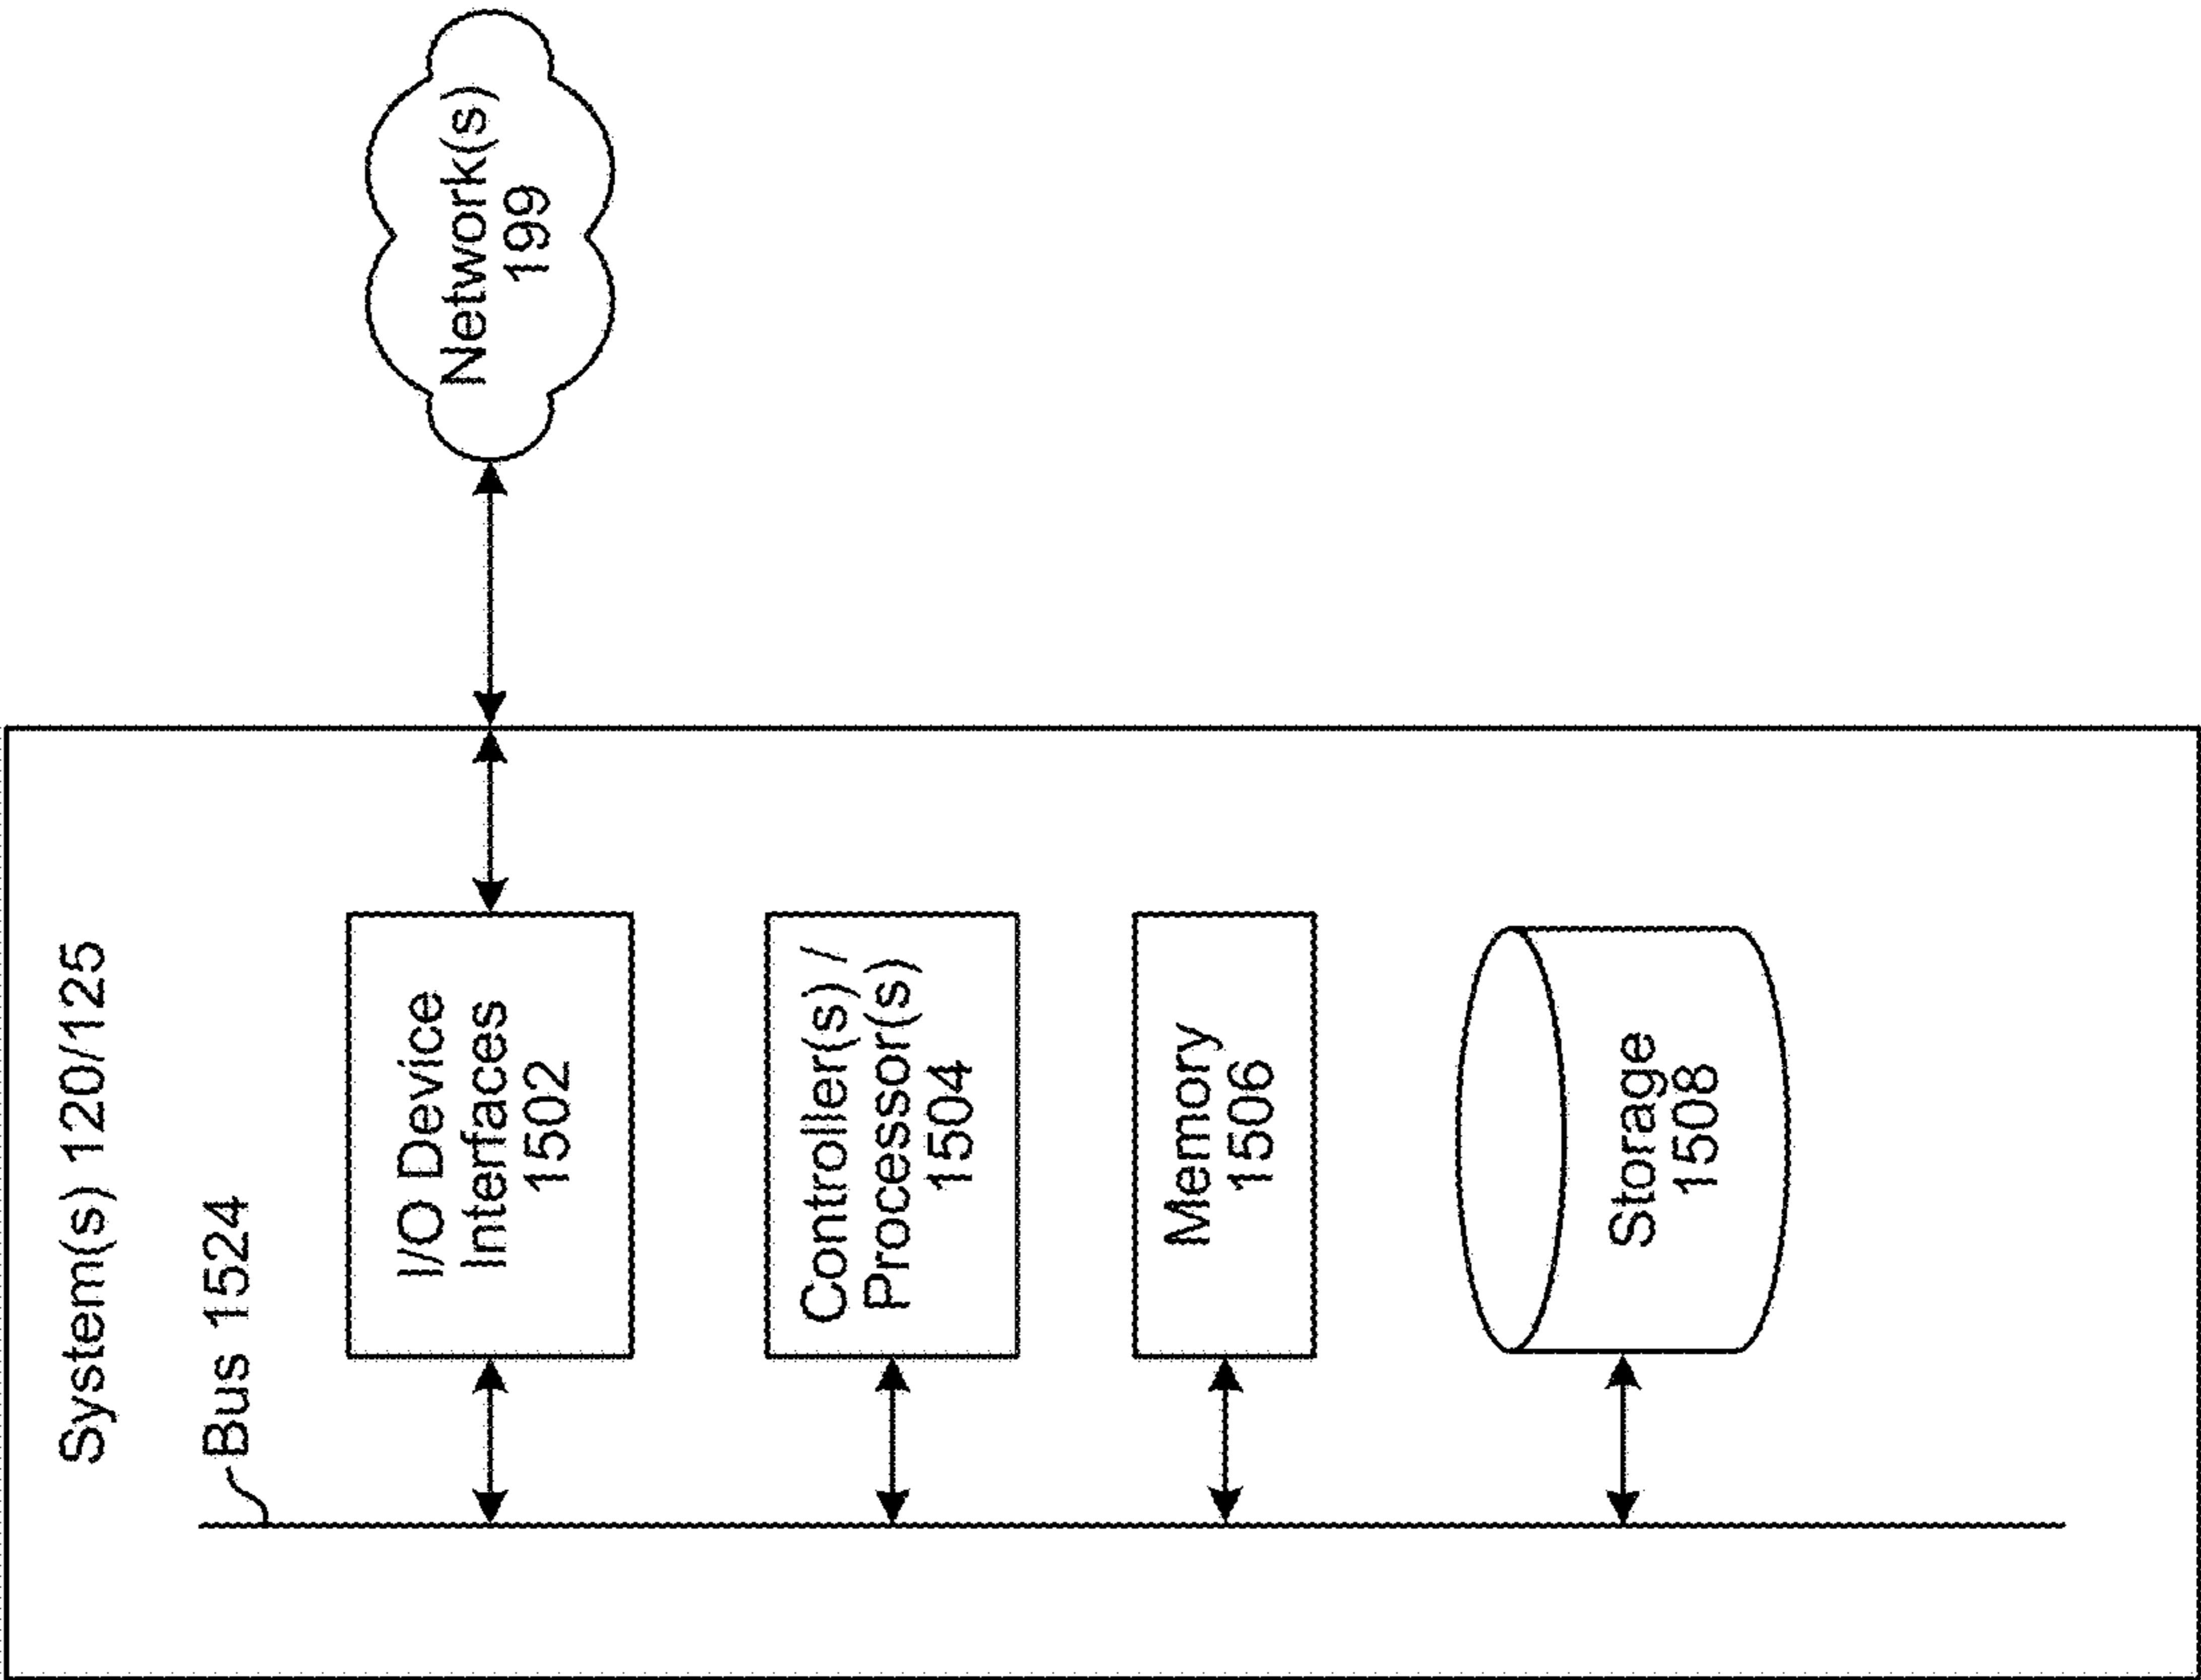 System(s) 120/125
Bus 1524
I/O Device
Interfaces
1502
Network(s)
199
Controller(s) /
Processor(s)
1504
Memory
1506
Storage
1508